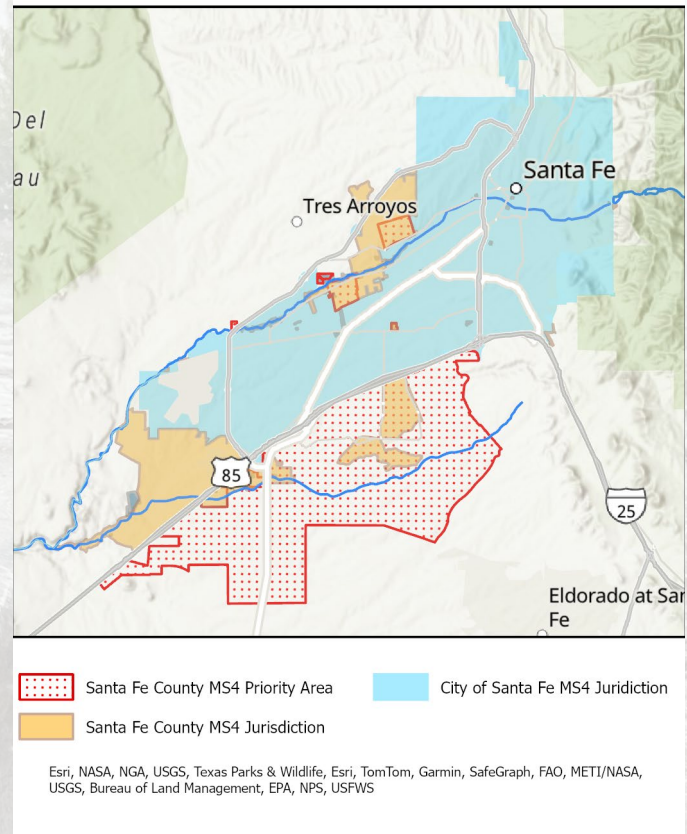 Del
au
Santa Fe
Tres Arroyos
85
25
Eldorado at Sar
Fe
Santa Fe County MS4 Priority Area
City of Santa Fe MS4 Juridiction
Santa Fe County MS4 Jurisdiction
Esri, NASA, NGA, USGS, Texas Parks & Wildlife, Esri, TomTom, Garmin, SafeGraph, FAO, METI/NASA,
USGS, Bureau of Land Management, EPA, NPS, USFWS